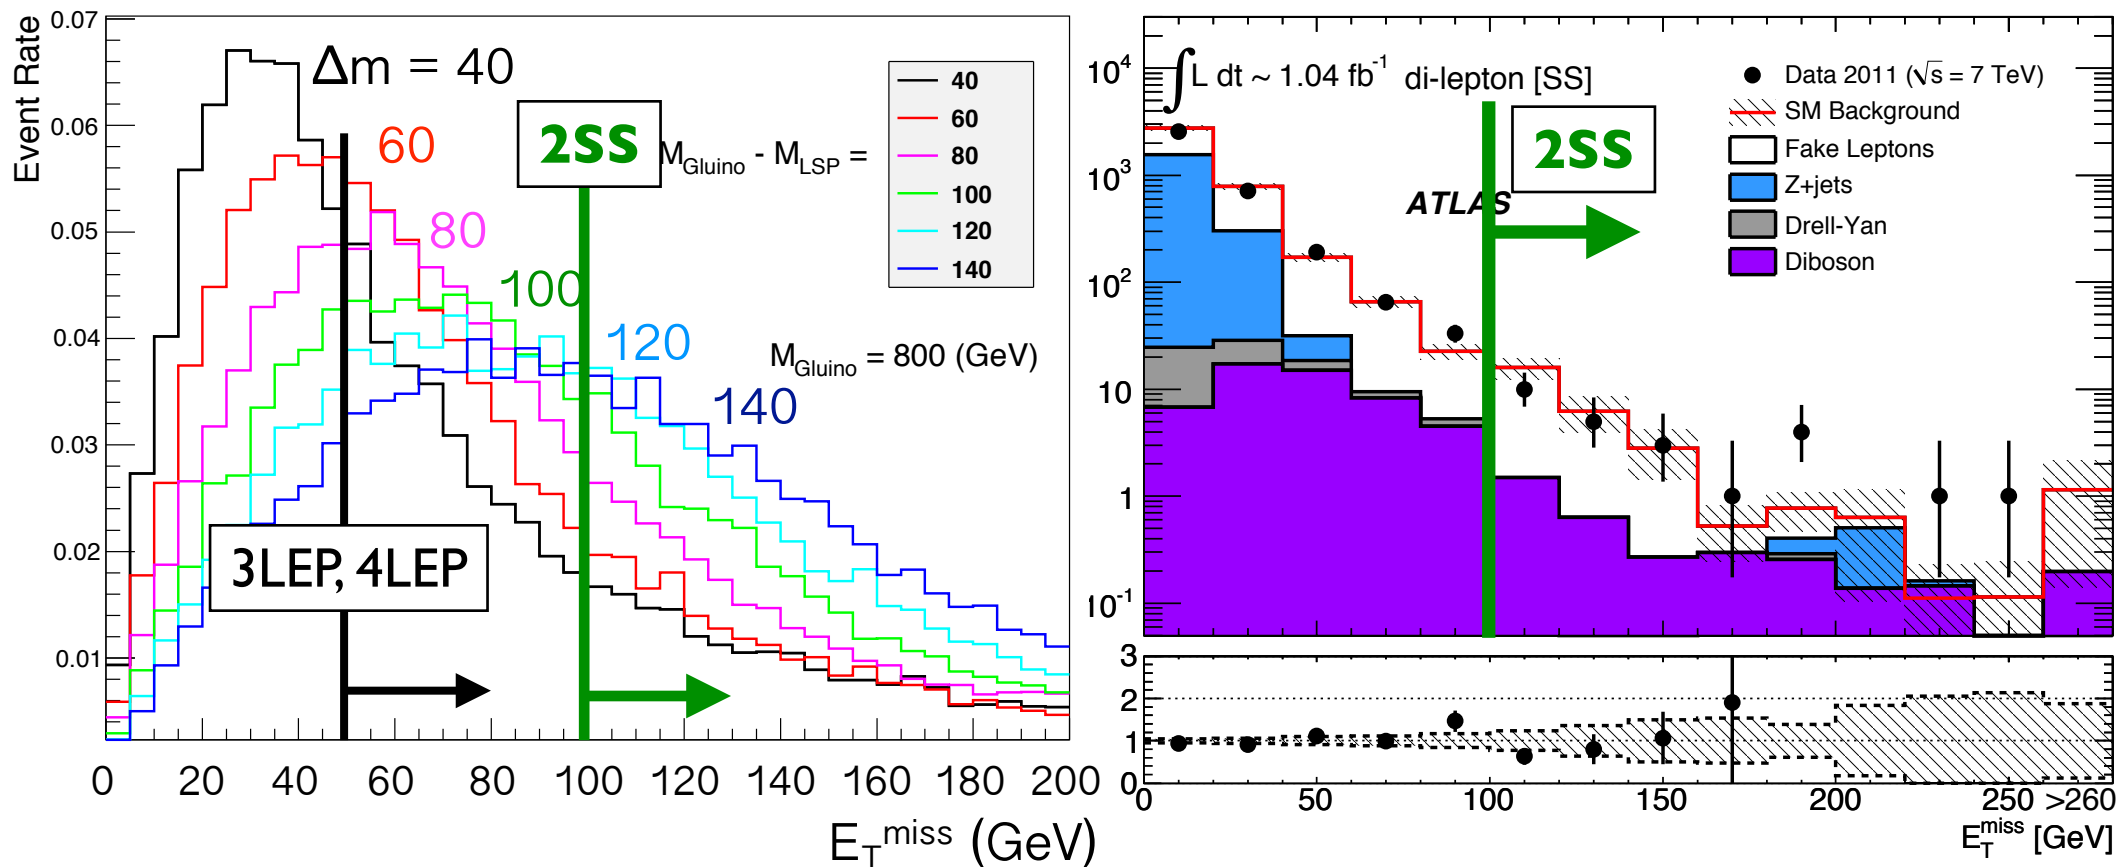 Event Rate
0.07
0.06
0.05
0.04
0.03
0.02
0.01
Δm = 40
60
80
100
120
140
2SS
M_Gluino - M_LSP =
40
60
80
100
120
140
M_Gluino = 800 (GeV)
3LEP, 4LEP
0 20 40 60 80 100 120 140 160 180 200
E_T^miss (GeV)
∫ L dt ~ 1.04 fb^-1 di-lepton [SS]
ATLAS
2SS
Data 2011 (√s = 7 TeV)
SM Background
Fake Leptons
Z+jets
Drell-Yan
Diboson
10^4
10^3
10^2
10
1
10^-1
3
2
1
0
0 50 100 150 200 250 >260
E_T^miss [GeV]